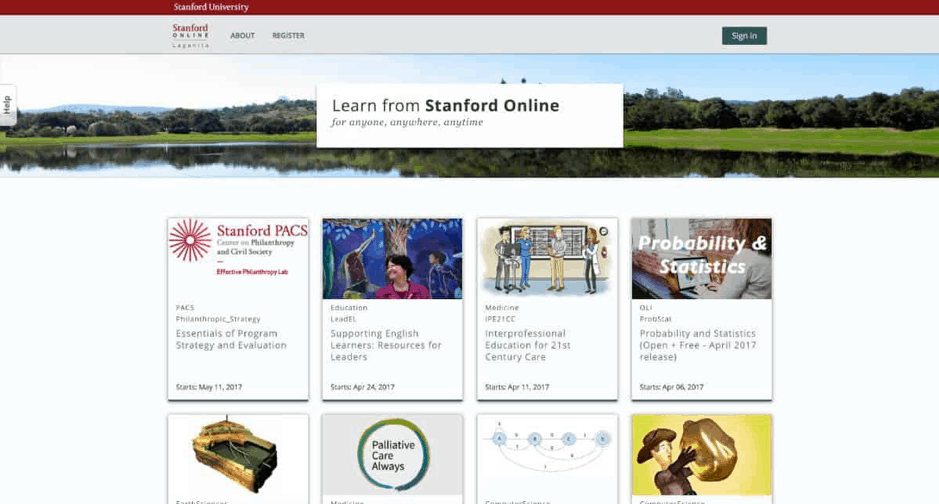 Stanford University
Stanford
ONLINE
Lagunita
ABOUT
REGISTER
Sign in
Help
Learn from Stanford Online
for anyone, anywhere, anytime
Stanford PACS
Center on Philanthropy
and Civil Society
Effective Philanthropy Lab
PACS
Philanthropic_Strategy
Essentials of Program
Strategy and Evaluation
Starts: May 11, 2017
Education
LeadEL
Supporting English
Learners: Resources for
Leaders
Starts: Apr 24, 2017
Medicine
IPE21CC
Interprofessional
Education for 21st
Century Care
Starts: Apr 11, 2017
Probability &
Statistics
OLI
ProbStat
Probability and Statistics
(Open + Free - April 2017
release)
Starts: Apr 06, 2017
Palliative
Care
Always
EarthSciences
Medicine
ComputerScience
ComputerScience